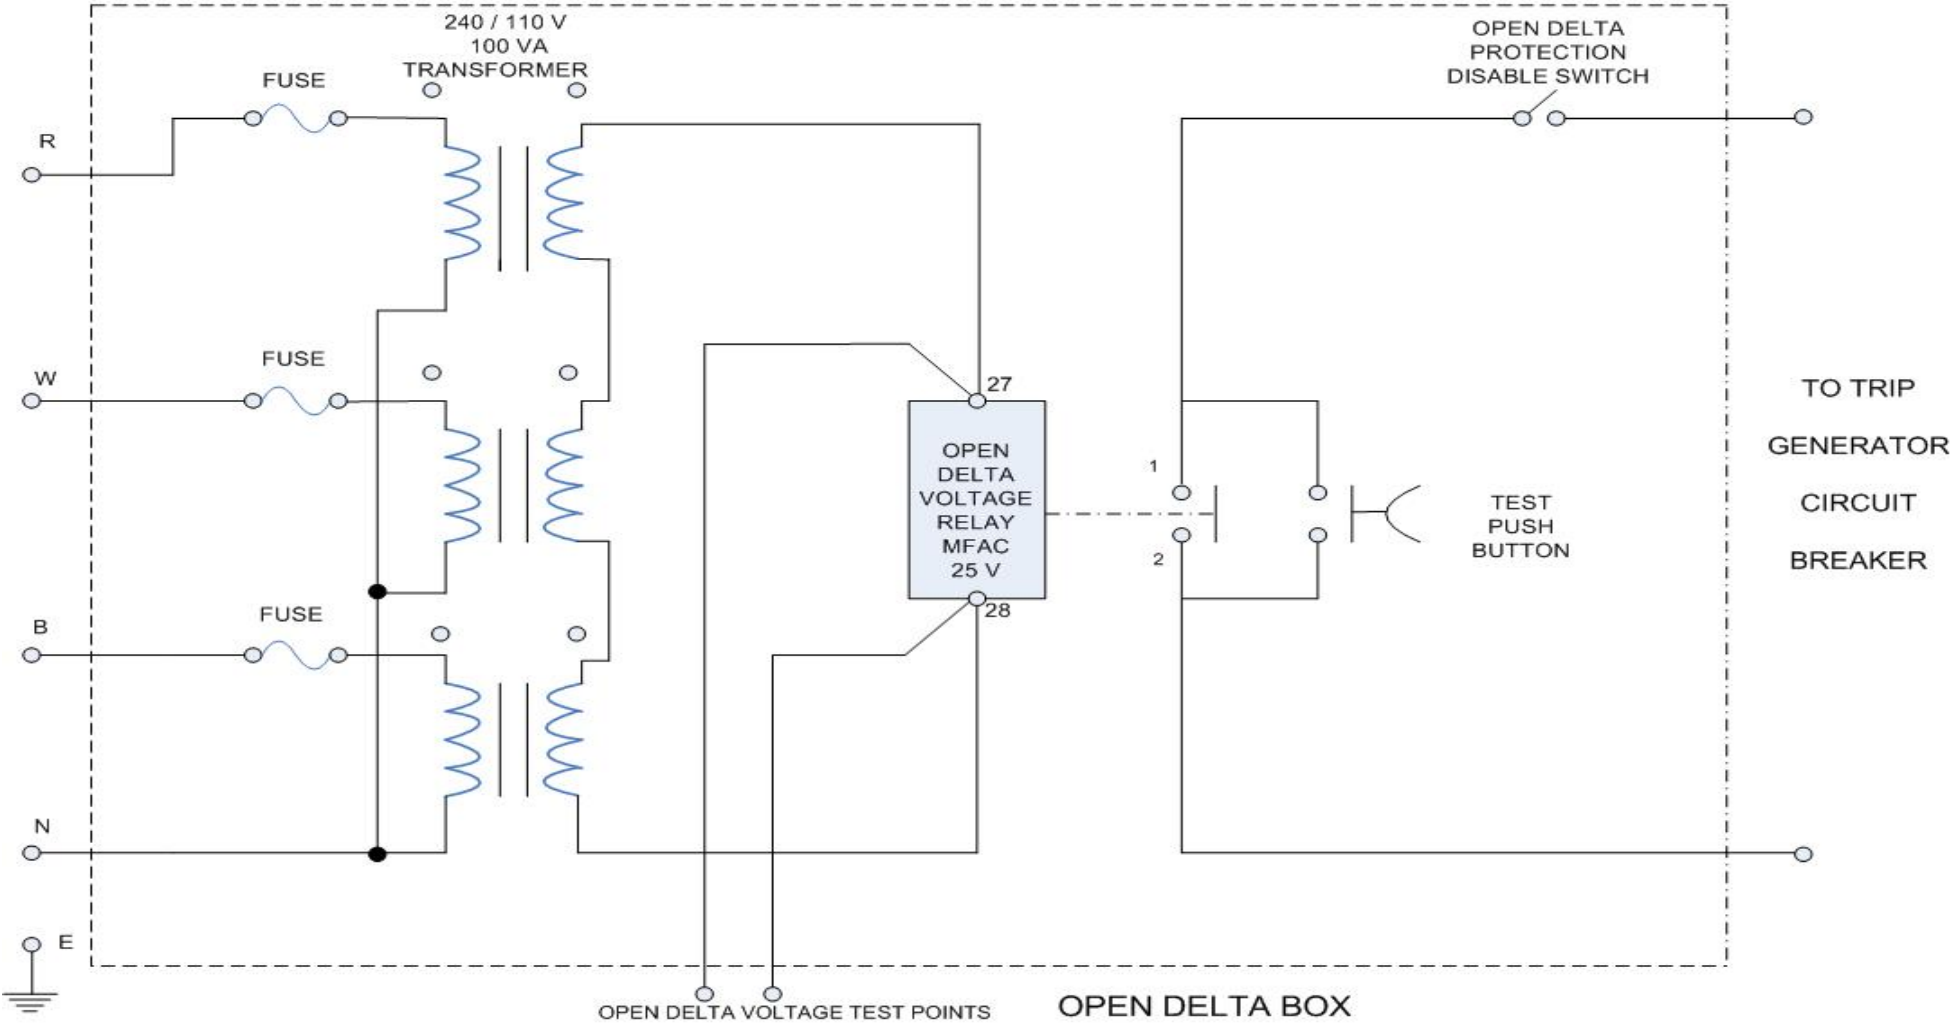 240 / 110 V
100 VA
TRANSFORMER
OPEN DELTA
PROTECTION
DISABLE SWITCH
FUSE
R
FUSE
W
27
TO TRIP
GENERATOR
CIRCUIT
BREAKER
OPEN
DELTA
VOLTAGE
RELAY
MFAC
25 V
1
2
TEST
PUSH
BUTTON
28
FUSE
B
N
E
OPEN DELTA VOLTAGE TEST POINTS
OPEN DELTA BOX